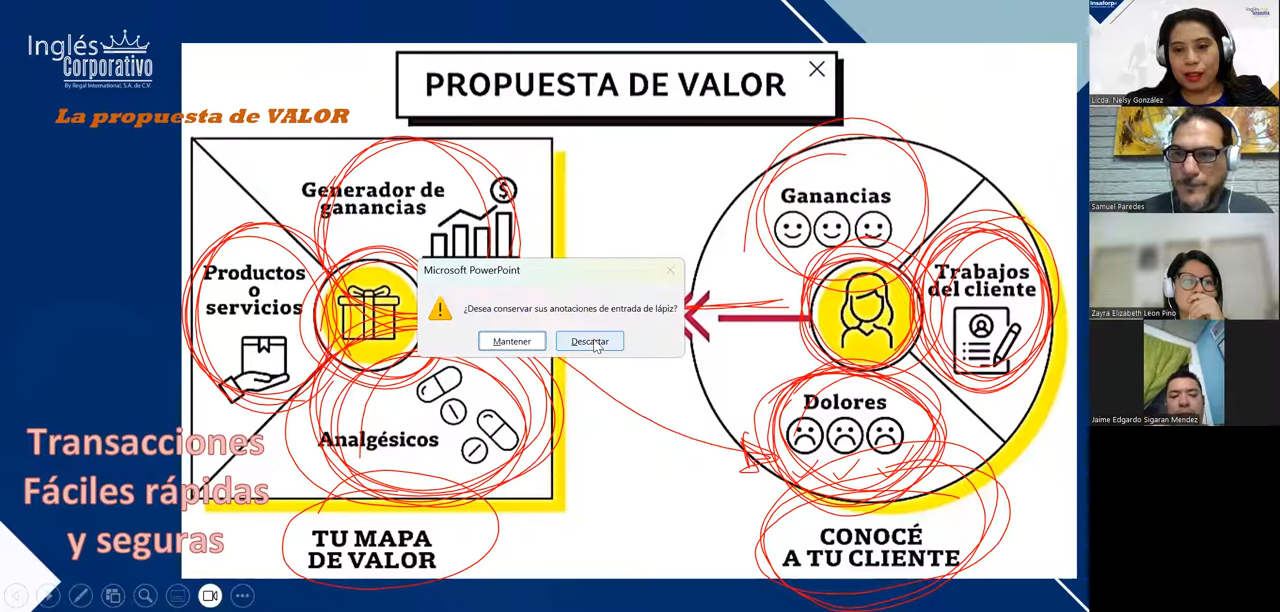 Inglés
Corporativo
By Regal International, S.A. de C.V.
La propuesta de VALOR
PROPUESTA DE VALOR
Generador de
ganancias
$
Productos
o
servicios
Analgésicos
TU MAPA
DE VALOR
Transacciones
Fáciles rápidas
y seguras
Microsoft PowerPoint
¿Desea conservar sus anotaciones de entrada de lápiz?
Mantener
Descartar
Ganancias
Trabajos
del cliente
Dolores
CONOCÉ
A TU CLIENTE
Insaforp
Licda. Nelsy González
Samuel Paredes
Zayra Elizabeth Leon Pino
Jaime Edgardo Sigaran Mendez